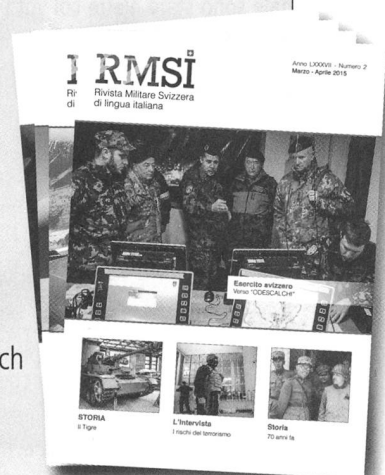 RMSI
Rivista Militare Svizzera
di lingua italiana
Anno LXXXVII - Numero 2
Marzo - Aprile 2015
Esercito svizzero
Verso "ODESCALCHI"
ch
STORIA
Il Tigre
L'Intervista
I rischi del terrorismo
Storia
70 anni fa